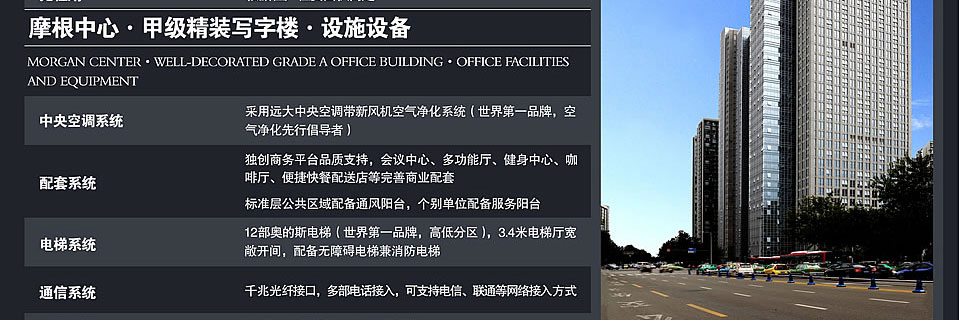 摩根中心·甲级精装写字楼·设施设备
MORGAN CENTER • WELL-DECORATED GRADE A OFFICE BUILDING • OFFICE FACILITIES
AND EQUIPMENT
中央空调系统
采用远大中央空调带新风机空气净化系统（世界第一品牌，空
气净化先行倡导者）
配套系统
独创商务平台品质支持，会议中心、多功能厅、健身中心、咖
啡厅、便捷快餐配送店等完善商业配套
标准层公共区域配备通风阳台，个别单位配备服务阳台
电梯系统
12部奥的斯电梯（世界第一品牌，高低分区），3.4米电梯厅宽
敞开间，配备无障碍电梯兼消防电梯
通信系统
千兆光纤接口，多部电话接入，可支持电信、联通等网络接入方式